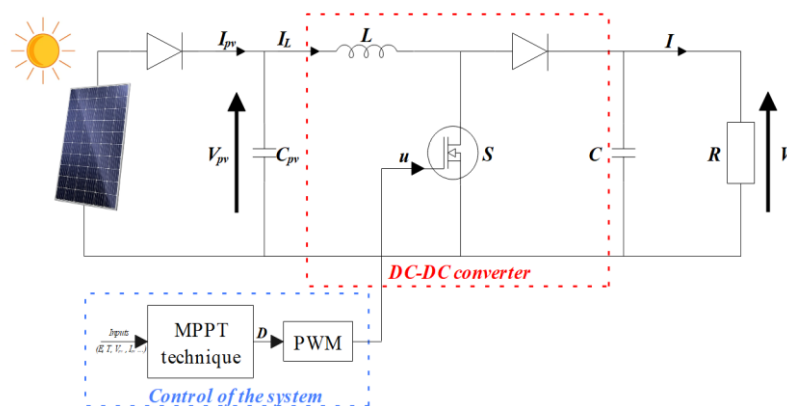 I_pv I_L L I
V_pv C_pv u S C R V
DC-DC converter
Inputs
(E, T, V
MPPT
technique
D
PWM
Control of the system